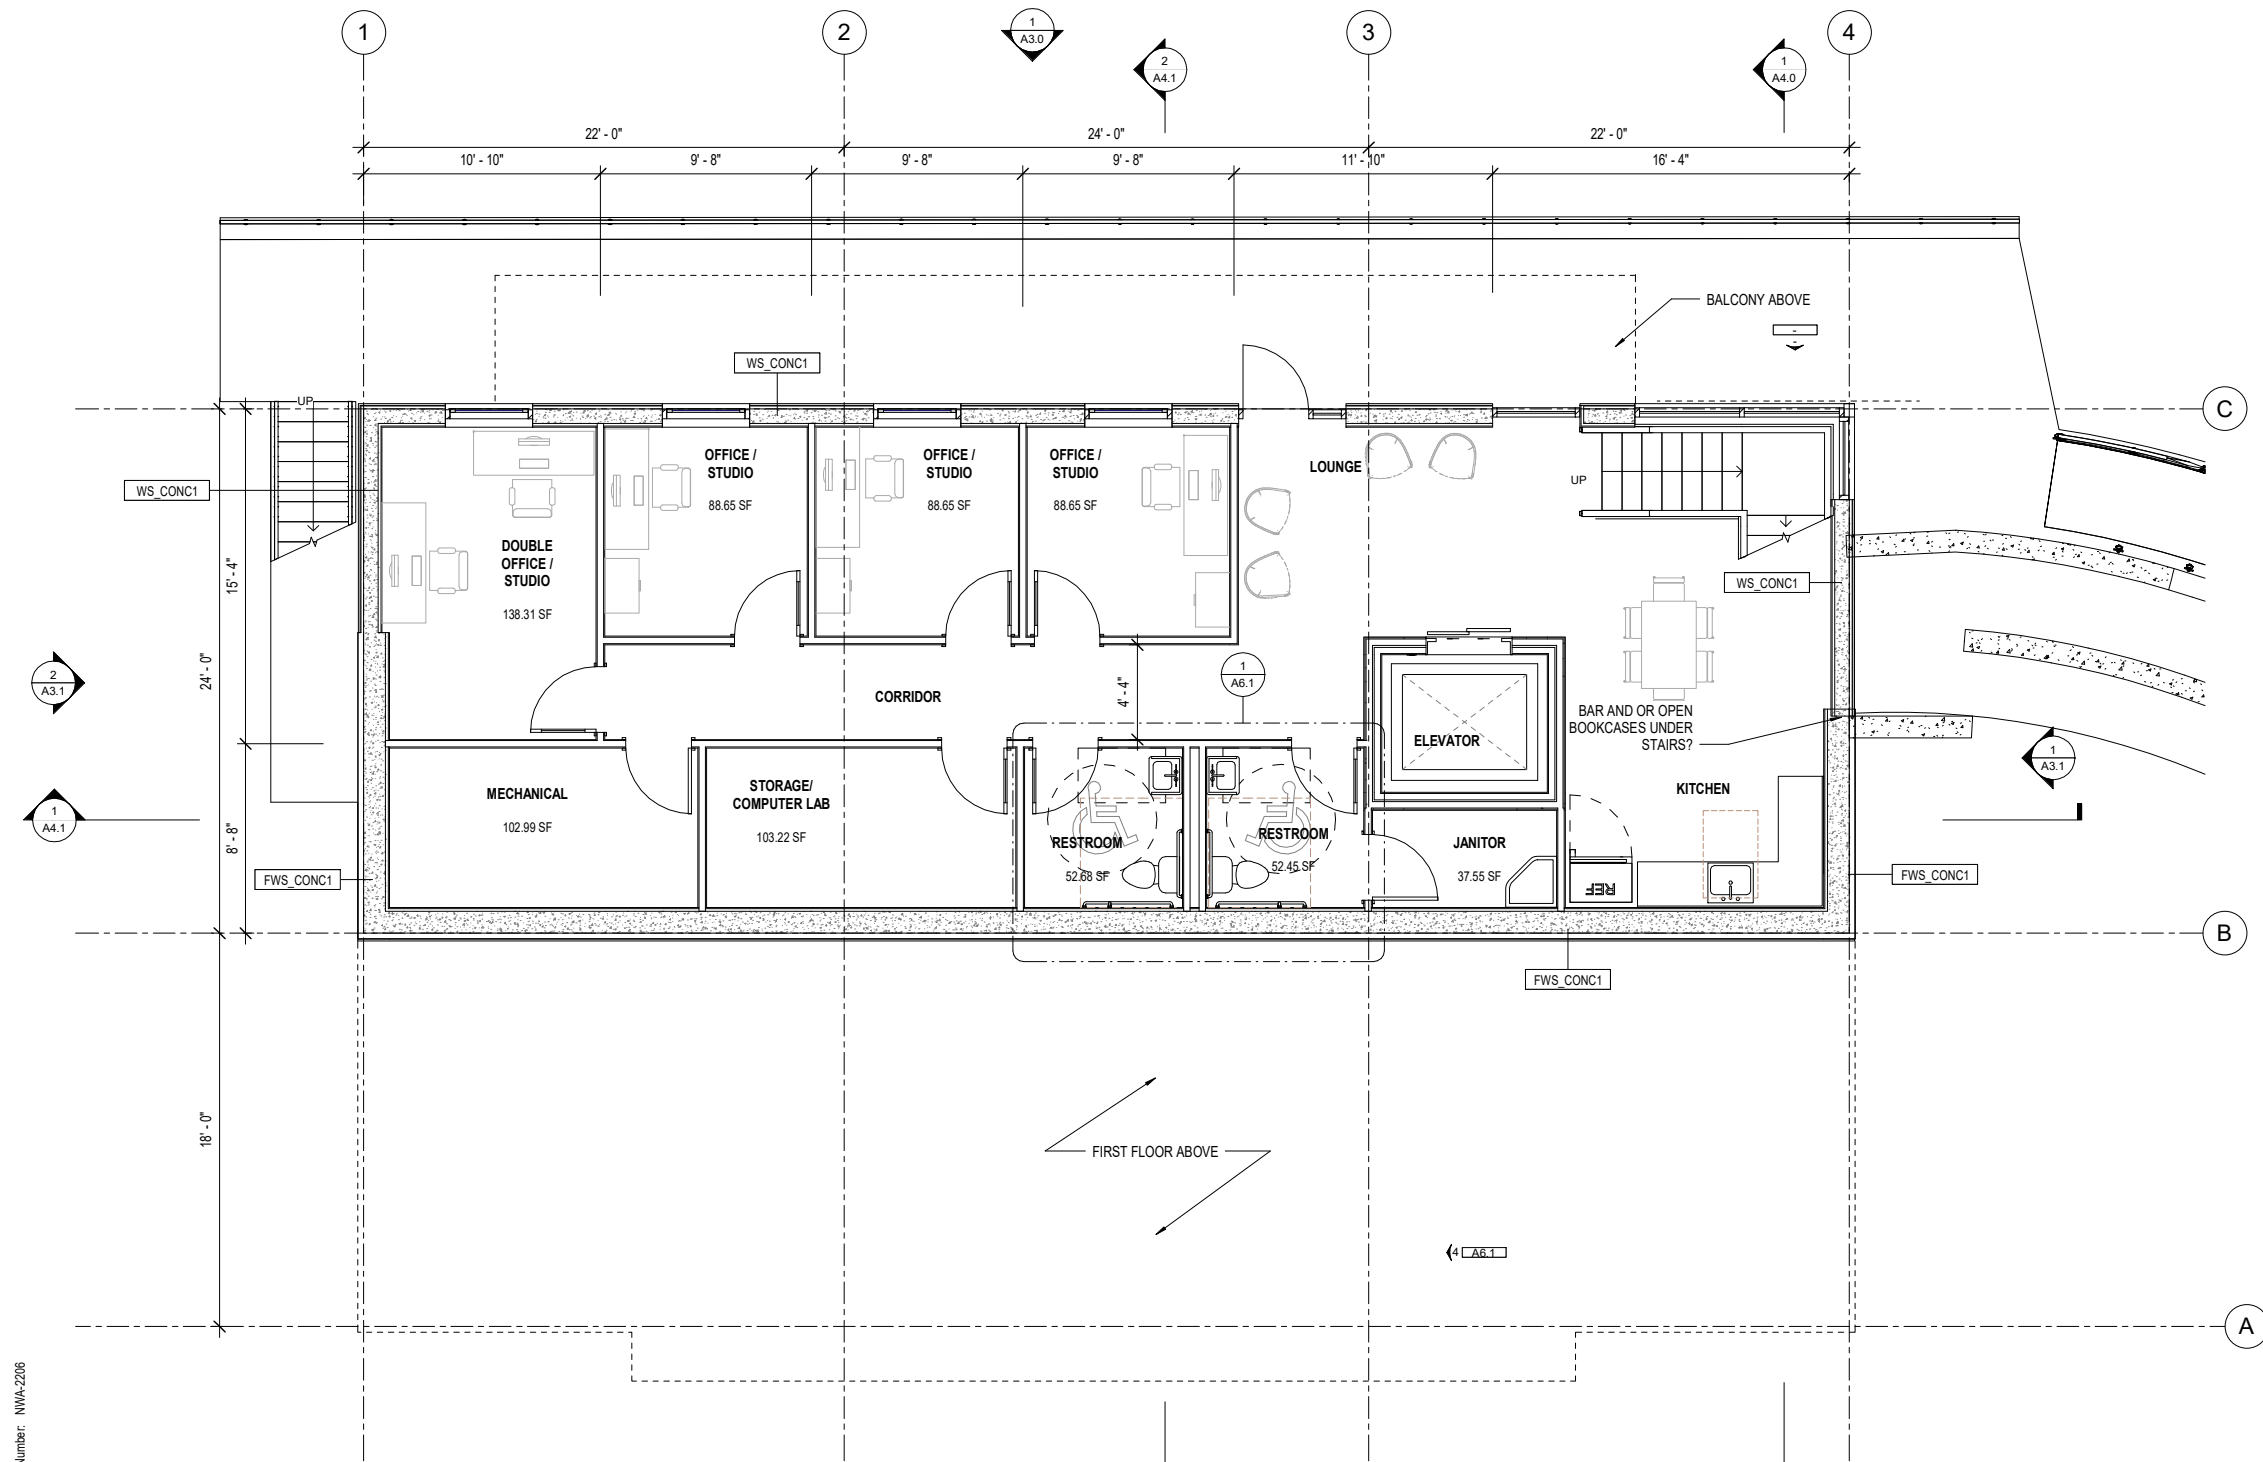 1
2
3
4
1
A3.0
2
A4.1
1
A4.0
22' - 0"
24' - 0"
22' - 0"
10' - 10"
9' - 8"
9' - 8"
9' - 8"
11' - 10"
16' - 4"
BALCONY ABOVE
-
-
WS_CONC1
UP
C
WS_CONC1
OFFICE /
STUDIO
88.65 SF
OFFICE /
STUDIO
88.65 SF
OFFICE /
STUDIO
88.65 SF
LOUNGE
UP
DOUBLE
OFFICE /
STUDIO
138.31 SF
15' - 4"
24' - 0"
8' - 8"
18' - 0"
WS_CONC1
2
A3.1
CORRIDOR
4' - 4"
1
A6.1
ELEVATOR
BAR AND OR OPEN
BOOKCASES UNDER
STAIRS?
1
A3.1
1
A4.1
MECHANICAL
102.99 SF
STORAGE/
COMPUTER LAB
103.22 SF
RESTROOM
52.68 SF
RESTROOM
52.45 SF
JANITOR
37.55 SF
KITCHEN
REF
FWS_CONC1
FWS_CONC1
B
FWS_CONC1
FIRST FLOOR ABOVE
4
A6.1
A
Number: NWA-2206